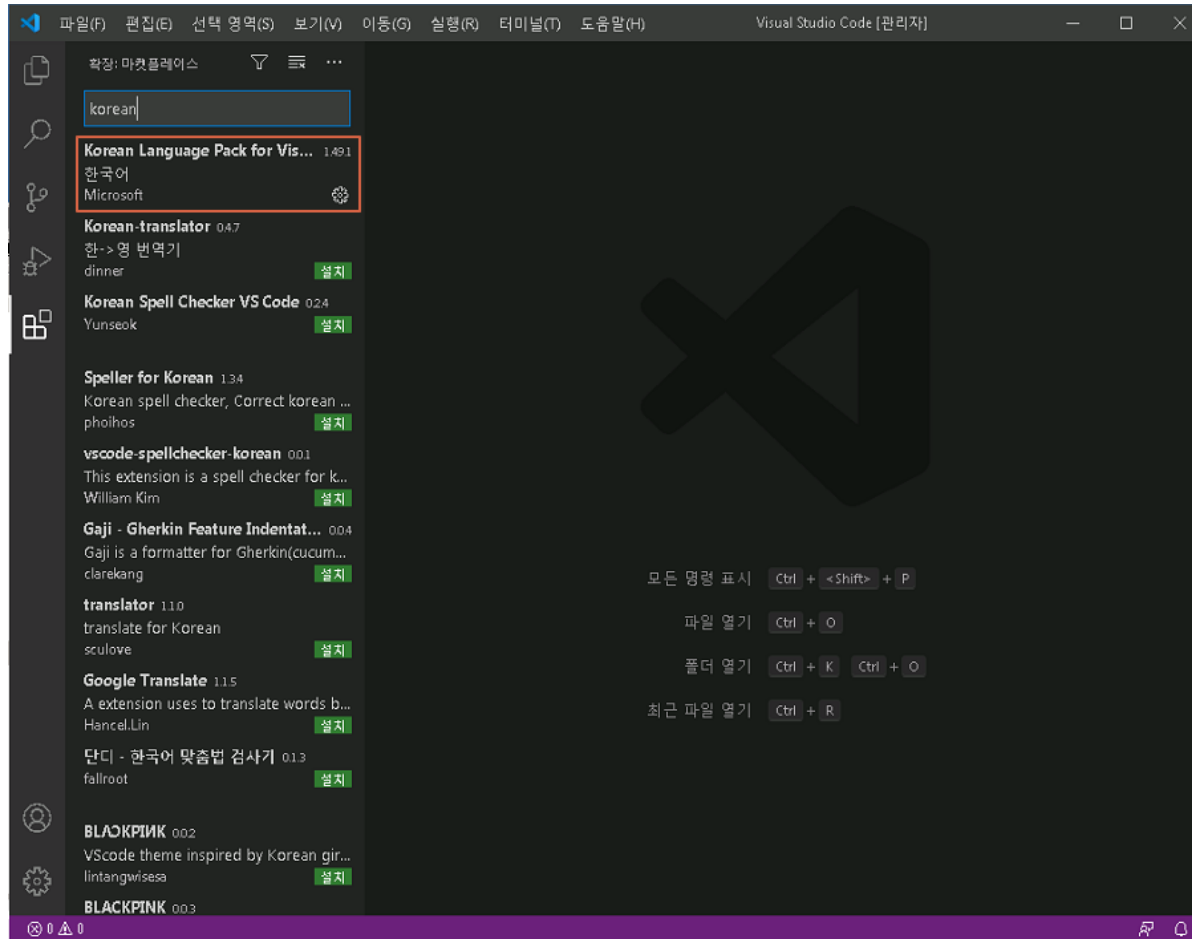 파일(F) 편집(E) 선택 영역(S) 보기(V) 이동(G) 실행(R) 터미널(T) 도움말(H) Visual Studio Code [관리자]
확장: 마켓플레이스
korean
Korean Language Pack for Vis... 1.49.1
한국어
Microsoft
Korean-translator 0.4.7
한->영 번역기
dinner 설치
Korean Spell Checker VS Code 0.2.4
Yunseok 설치
Speller for Korean 1.3.4
Korean spell checker, Correct korean ...
phoihos 설치
vscode-spellchecker-korean 0.0.1
This extension is a spell checker for k...
William Kim 설치
Gaji - Gherkin Feature Indentat... 0.0.4
Gaji is a formatter for Gherkin(cucum...
clarekang 설치
translator 1.1.0
translate for Korean
sculove 설치
Google Translate 1.1.5
A extension uses to translate words b...
Hancel.Lin 설치
단디 - 한국어 맞춤법 검사기 0.1.3
fallroot 설치
BLΛƆKPIИK 0.0.2
VScode theme inspired by Korean gir...
lintangwisesa 설치
BLACKPINK 0.0.3
모든 명령 표시 Ctrl + <Shift> + P
파일 열기 Ctrl + O
폴더 열기 Ctrl + K Ctrl + O
최근 파일 열기 Ctrl + R
0 0